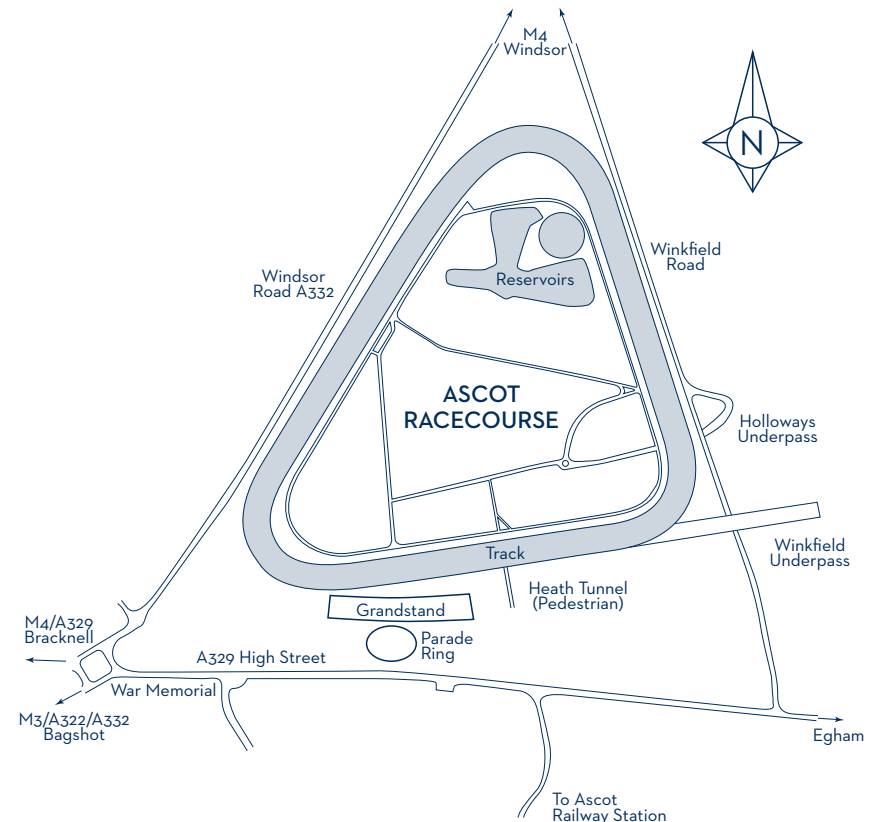 M4
Windsor
N
Winkfield
Road
Windsor
Road A332
Reservoirs
ASCOT
RACECOURSE
Holloways
Underpass
Track
Winkfield
Underpass
Heath Tunnel
(Pedestrian)
Grandstand
M4/A329
Bracknell
Parade
Ring
A329 High Street
War Memorial
M3/A322/A332
Bagshot
Egham
To Ascot
Railway Station